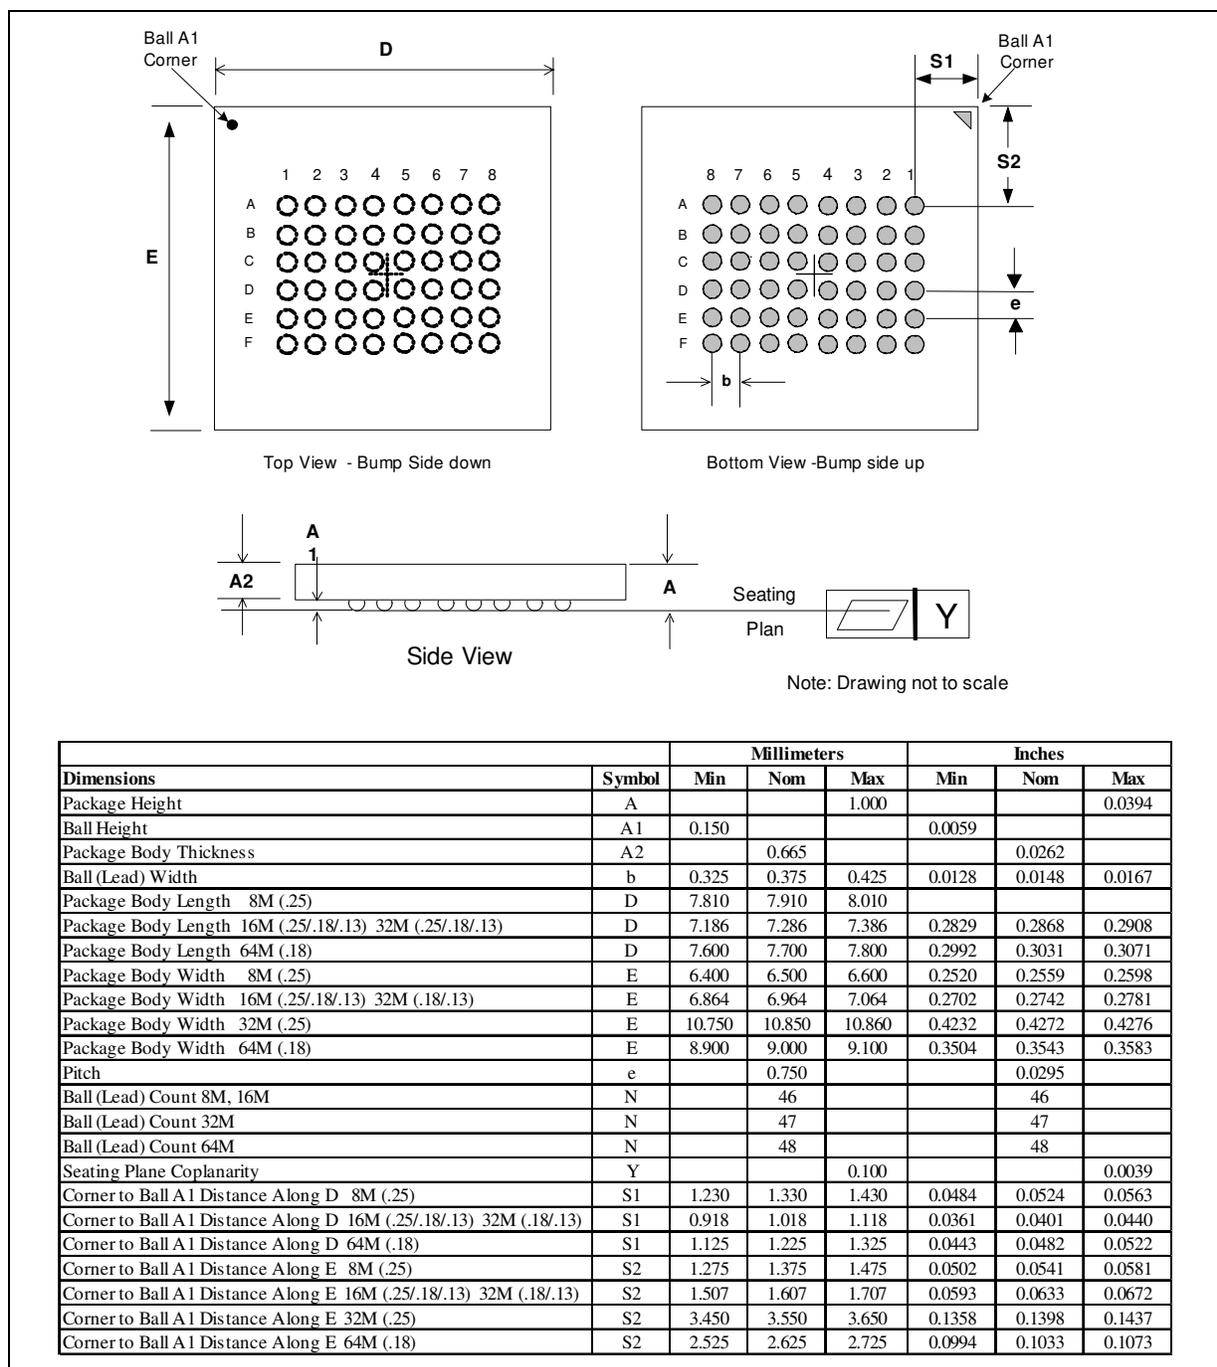 Ball A1
Corner
D
E
1 2 3 4 5 6 7 8
A
B
C
D
E
F
Top View - Bump Side down
Ball A1
Corner
S1
S2
8 7 6 5 4 3 2 1
A
B
C
D
E
F
e
b
Bottom View -Bump side up
A
1
A2
A
Seating
Plan
Y
Side View
Note: Drawing not to scale
Millimeters Inches
Dimensions Symbol Min Nom Max Min Nom Max
Package Height A 1.000 0.0394
Ball Height A1 0.150 0.0059
Package Body Thickness A2 0.665 0.0262
Ball (Lead) Width b 0.325 0.375 0.425 0.0128 0.0148 0.0167
Package Body Length 8M (.25) D 7.810 7.910 8.010
Package Body Length 16M (.25/.18/.13) 32M (.25/.18/.13) D 7.186 7.286 7.386 0.2829 0.2868 0.2908
Package Body Length 64M (.18) D 7.600 7.700 7.800 0.2992 0.3031 0.3071
Package Body Width 8M (.25) E 6.400 6.500 6.600 0.2520 0.2559 0.2598
Package Body Width 16M (.25/.18/.13) 32M (.18/.13) E 6.864 6.964 7.064 0.2702 0.2742 0.2781
Package Body Width 32M (.25) E 10.750 10.850 10.860 0.4232 0.4272 0.4276
Package Body Width 64M (.18) E 8.900 9.000 9.100 0.3504 0.3543 0.3583
Pitch e 0.750 0.0295
Ball (Lead) Count 8M, 16M N 46 46
Ball (Lead) Count 32M N 47 47
Ball (Lead) Count 64M N 48 48
Seating Plane Coplanarity Y 0.100 0.0039
Corner to Ball A1 Distance Along D 8M (.25) S1 1.230 1.330 1.430 0.0484 0.0524 0.0563
Corner to Ball A1 Distance Along D 16M (.25/.18/.13) 32M (.18/.13) S1 0.918 1.018 1.118 0.0361 0.0401 0.0440
Corner to Ball A1 Distance Along D 64M (.18) S1 1.125 1.225 1.325 0.0443 0.0482 0.0522
Corner to Ball A1 Distance Along E 8M (.25) S2 1.275 1.375 1.475 0.0502 0.0541 0.0581
Corner to Ball A1 Distance Along E 16M (.25/.18/.13) 32M (.18/.13) S2 1.507 1.607 1.707 0.0593 0.0633 0.0672
Corner to Ball A1 Distance Along E 32M (.25) S2 3.450 3.550 3.650 0.1358 0.1398 0.1437
Corner to Ball A1 Distance Along E 64M (.18) S2 2.525 2.625 2.725 0.0994 0.1033 0.1073